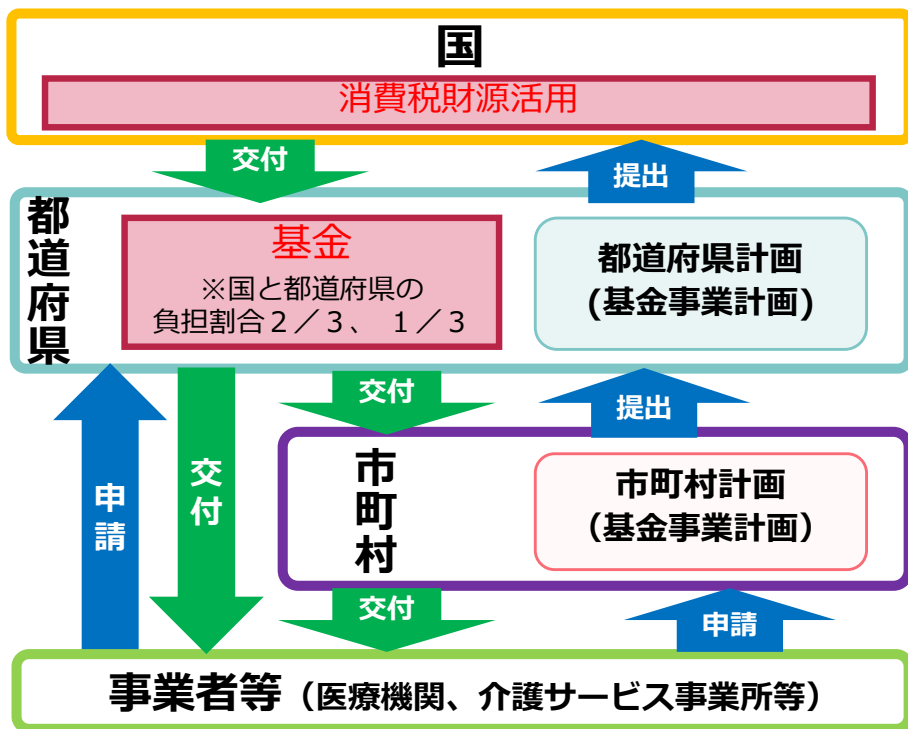 国
消費税財源活用
交付
提出
都道府県
基金
※国と都道府県の
負担割合２／３、 １／３
都道府県計画
(基金事業計画)
交付
提出
申請
交付
市町村
市町村計画
（基金事業計画）
交付
申請
事業者等（医療機関、介護サービス事業所等）